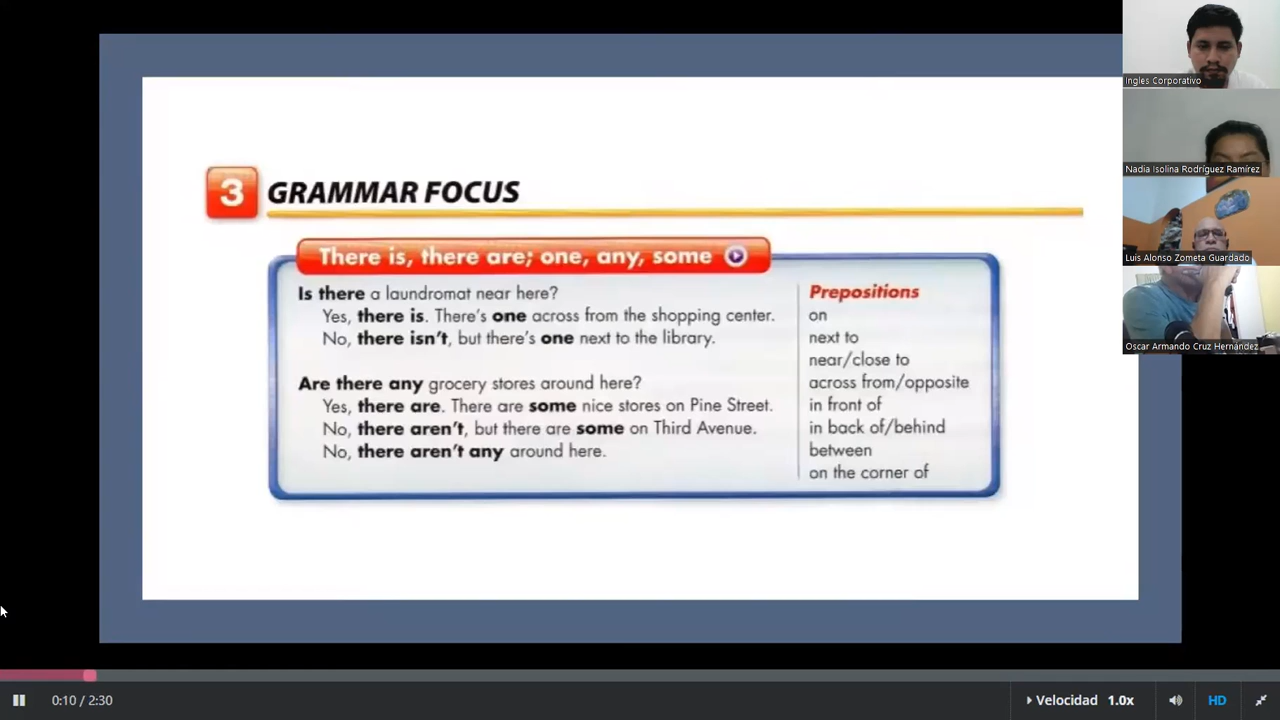 3 GRAMMAR FOCUS
There is, there are; one, any, some
Is there a laundromat near here?
Yes, there is. There's one across from the shopping center.
No, there isn't, but there's one next to the library.
Are there any grocery stores around here?
Yes, there are. There are some nice stores on Pine Street.
No, there aren't, but there are some on Third Avenue.
No, there aren't any around here.
Prepositions
on
next to
near/close to
across from/opposite
in front of
in back of/behind
between
on the corner of
Ingles Corporativo
Nadia Isolina Rodríguez Ramírez
Luis Alonso Zometa Guardado
Oscar Armando Cruz Hernandez
0:10 / 2:30
Velocidad 1.0x
HD